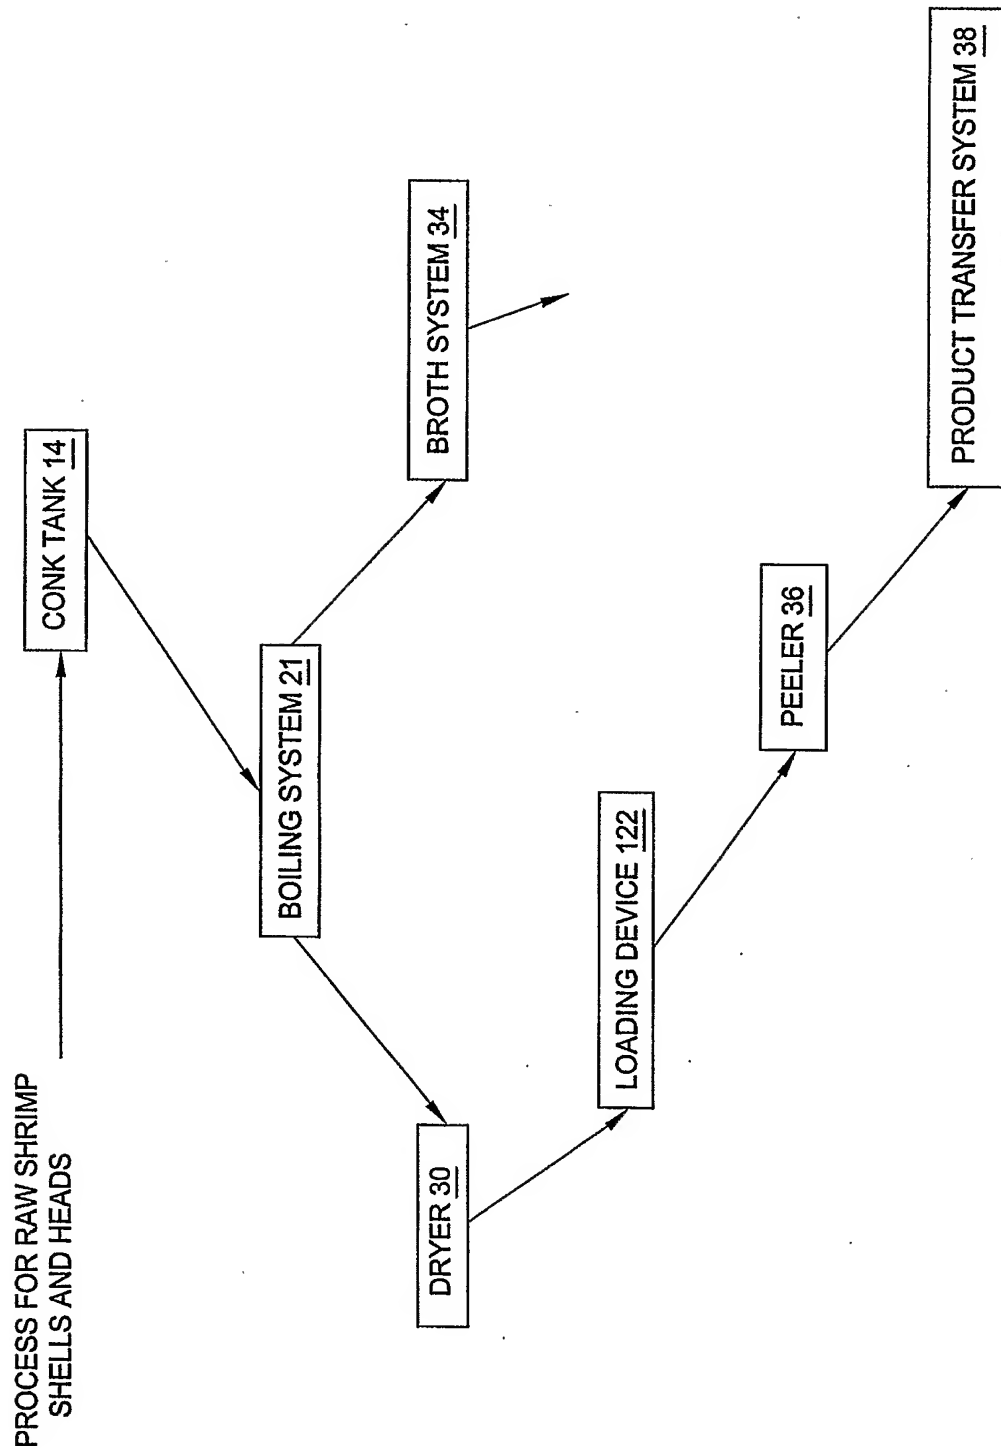 PROCESS FOR RAW SHRIMP
SHELLS AND HEADS
CONK TANK 14
BOILING SYSTEM 21
DRYER 30
BROTH SYSTEM 34
LOADING DEVICE 122
PEELER 36
PRODUCT TRANSFER SYSTEM 38